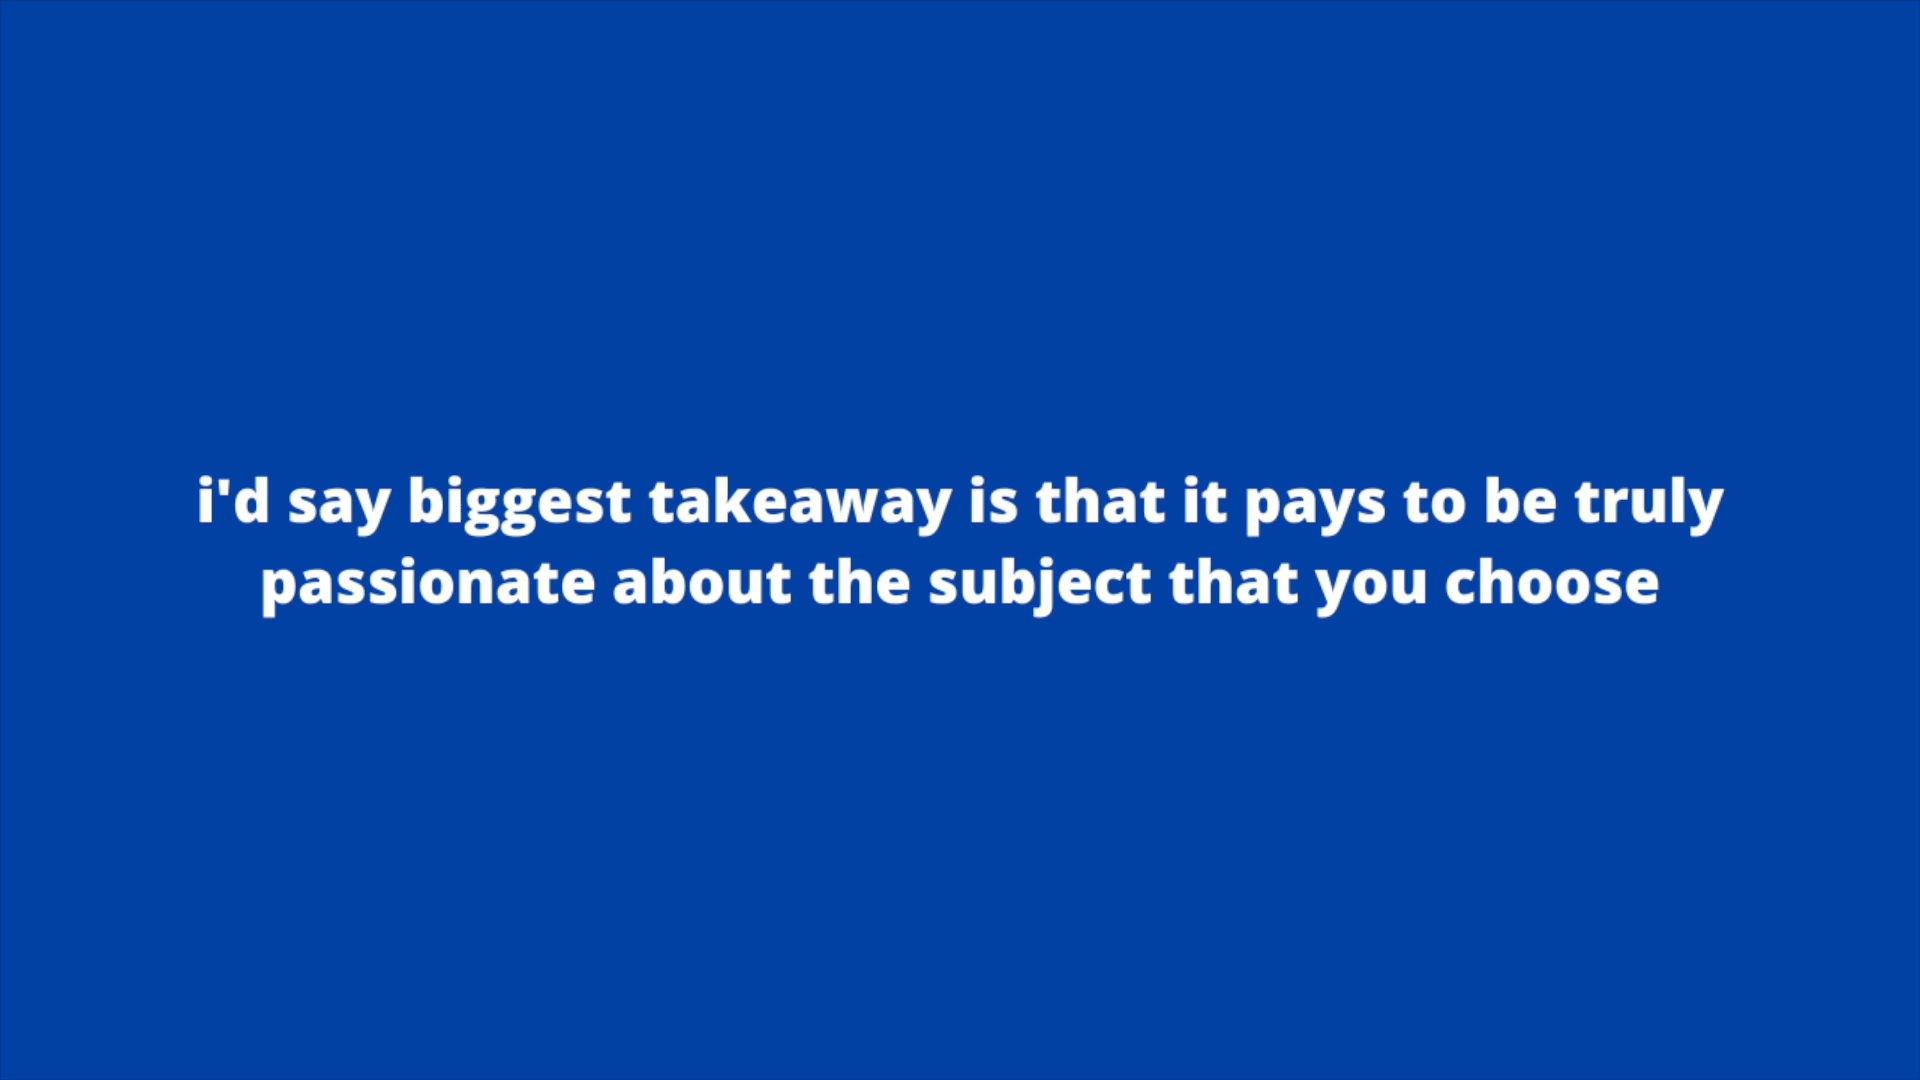 i'd say biggest takeaway is that it pays to be truly
passionate about the subject that you choose